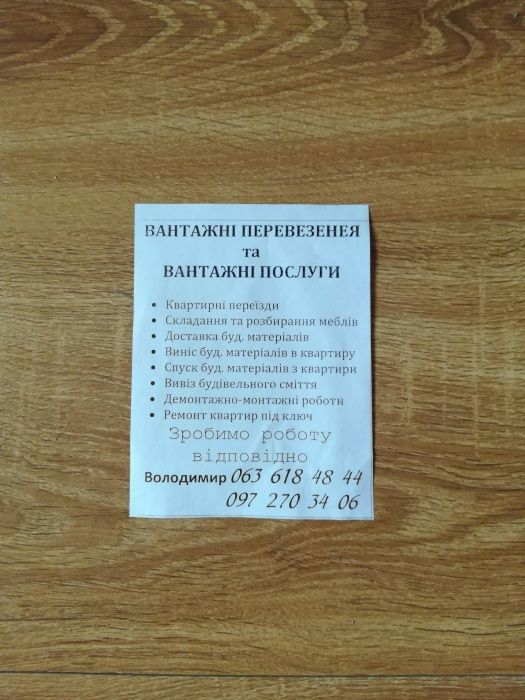 ВАНТАЖНІ ПЕРЕВЕЗЕНЕЯ
та
ВАНТАЖНІ ПОСЛУГИ
• Квартирні переїзди
• Складання та розбирання меблів
• Доставка буд. матеріалів
• Виніс буд. матеріалів в квартиру
• Спуск буд. матеріалів з квартири
• Вивіз будівельного сміття
• Демонтажно-монтажні роботи
• Ремонт квартир під ключ
Зробимо роботу
відповідно
Володимир 063 618 48 44
097 270 34 06